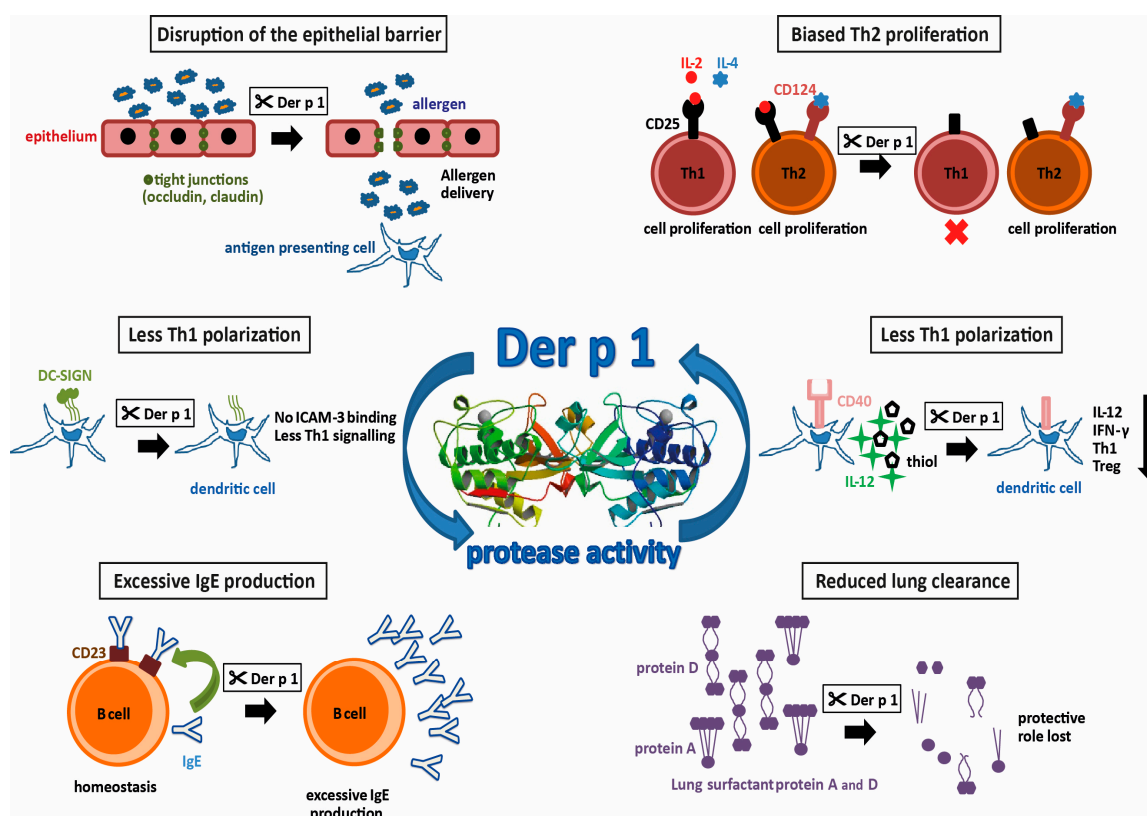 Disruption of the epithelial barrier
Der p 1
allergen
epithelium
tight junctions
(occludin, claudin)
Allergen
delivery
antigen presenting cell
Biased Th2 proliferation
IL-2
IL-4
CD124
CD25
Th1
Th2
Der p 1
Th1
Th2
cell proliferation
cell proliferation
cell proliferation
Less Th1 polarization
DC-SIGN
Der p 1
No ICAM-3 binding
Less Th1 signalling
dendritic cell
Der p 1
protease activity
Less Th1 polarization
CD40
Der p 1
thiol
IL-12
IL-12
IFN-γ
Th1
Treg
dendritic cell
Excessive IgE production
CD23
Der p 1
B cell
B cell
IgE
homeostasis
excessive IgE
production
Reduced lung clearance
protein D
Der p 1
protein A
protective
role lost
Lung surfactant protein A and D